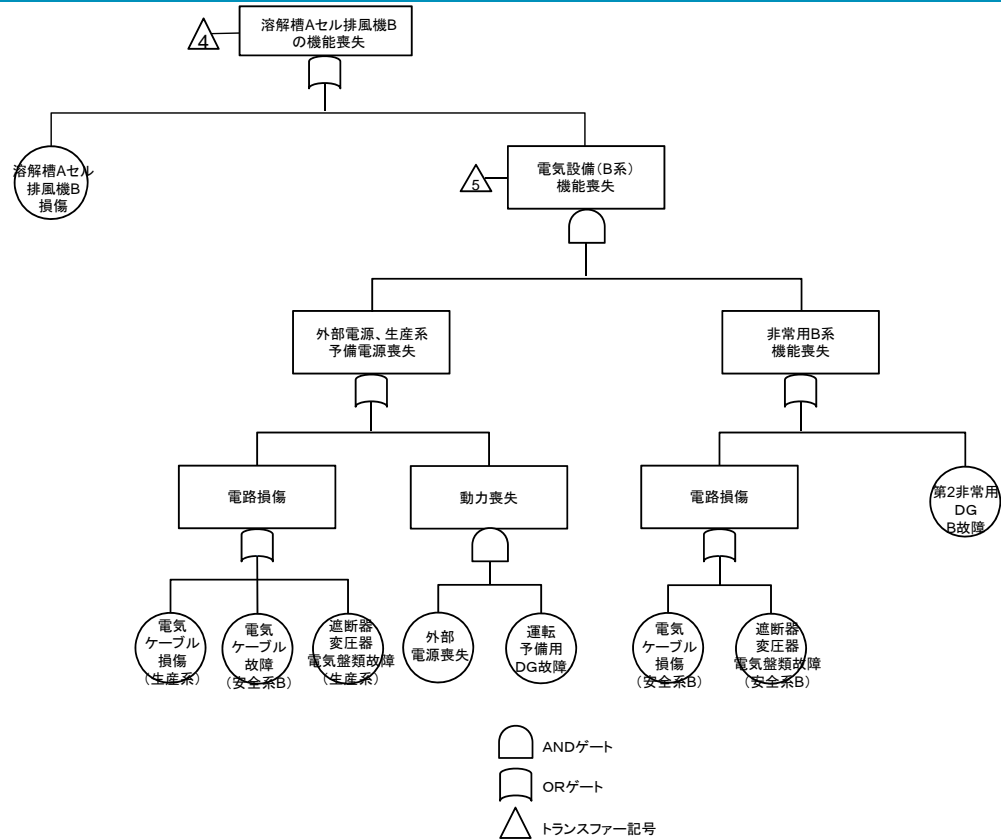 溶解槽Aセル排風機B
の機能喪失
4
溶解槽Aセル
排風機B
損傷
電気設備(B系)
機能喪失
5
外部電源、生産系
予備電源喪失
非常用B系
機能喪失
電路損傷
動力喪失
電路損傷
第2非常用
DG
B故障
電気
ケーブル
損傷
(生産系)
電気
ケーブル
故障
(安全系B)
遮断器
変圧器
電気盤類故障
(生産系)
外部
電源喪失
運転
予備用
DG故障
電気
ケーブル
損傷
(安全系B)
遮断器
変圧器
電気盤類故障
(安全系B)
ANDゲート
ORゲート
トランスファー記号